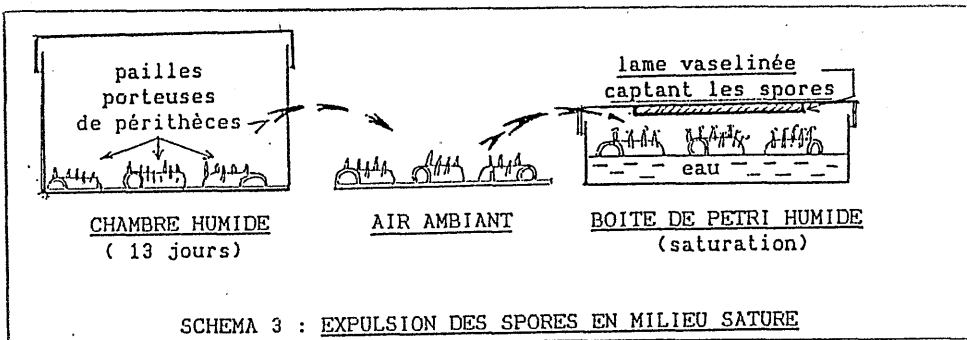 pailles
porteuses
de périthèces
lame vaselinée
captant les spores
eau
CHAMBRE HUMIDE
( 13 jours)
AIR AMBIANT
BOITE DE PETRI HUMIDE
(saturation)
SCHEMA 3 : EXPULSION DES SPORES EN MILIEU SATURE